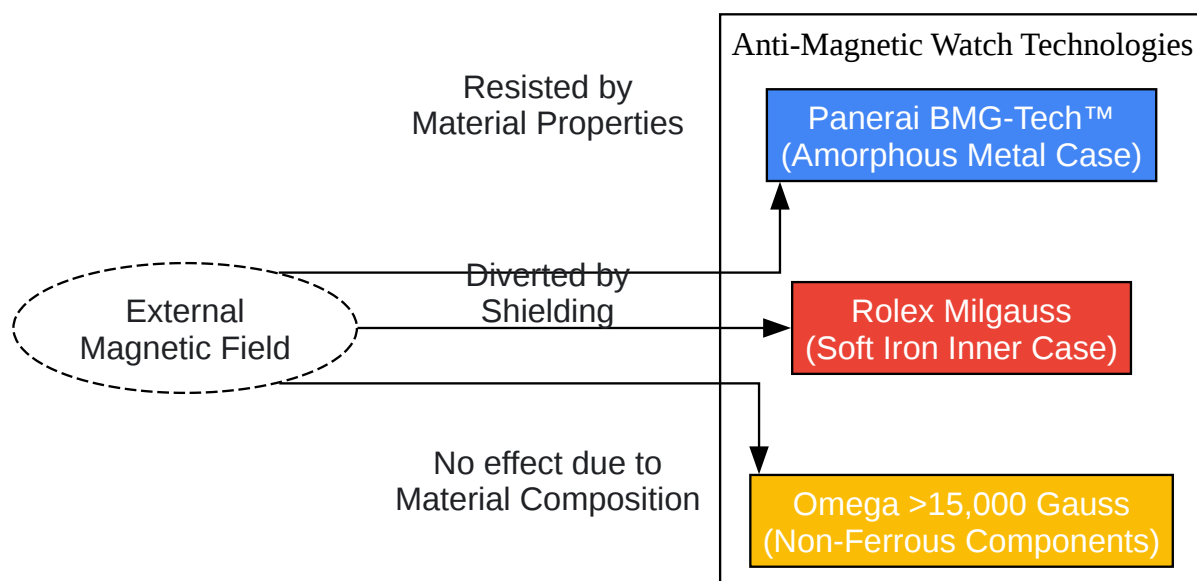 Anti-Magnetic Watch Technologies
Resisted by
Material Properties
Panerai BMG-Tech™
(Amorphous Metal Case)
External
Magnetic Field
Diverted by
Shielding
Rolex Milgauss
(Soft Iron Inner Case)
No effect due to
Material Composition
Omega >15,000 Gauss
(Non-Ferrous Components)